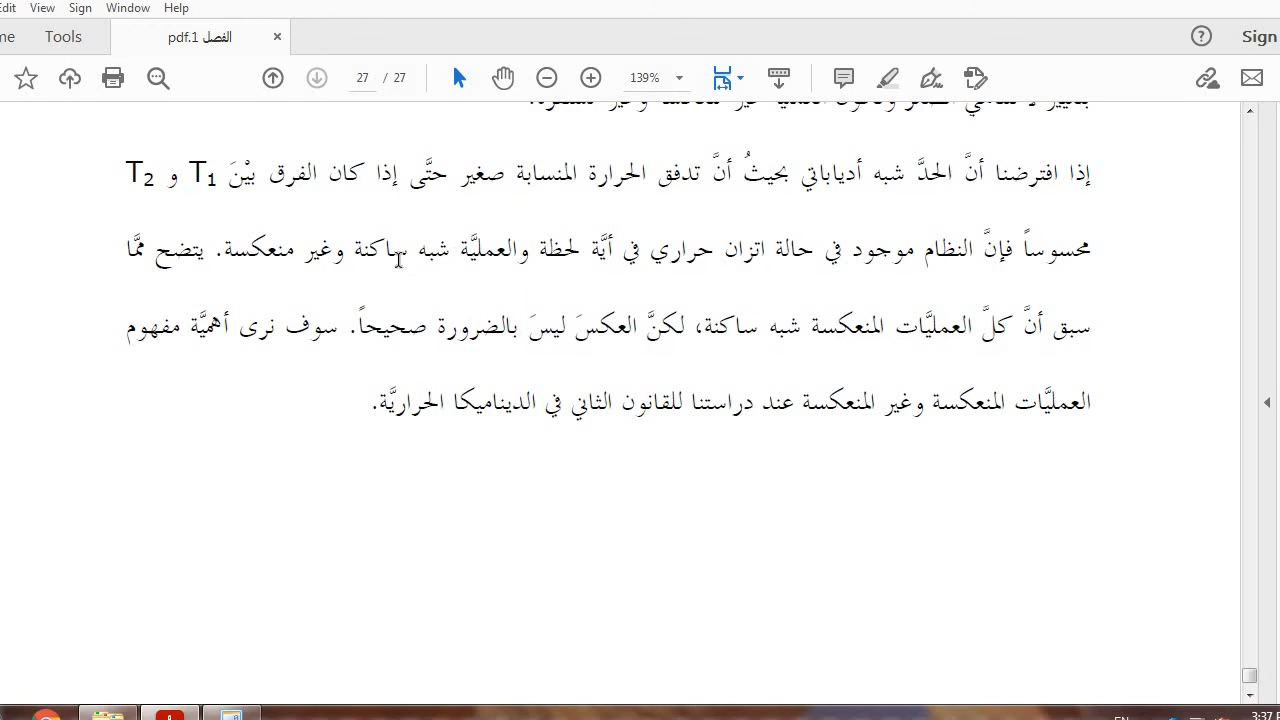 Edit View Sign Window Help
Tools
الفصل 1.pdf
Sign
27 / 27
139%
إذا افترضنا أنَّ الحدَّ شبه أدياباتي بحيثُ أنَّ تدفق الحرارة المنسابة صغير حتَّى إذا كان الفرق بيْنَ T1 و T2
محسوساً فإنَّ النظام موجود في حالة اتزان حراري في أيَّة لحظة والعمليَّة شبه ساكنة وغير منعكسة. يتضح ممَّا
سبق أنَّ كلَّ العمليَّات المنعكسة شبه ساكنة، لكنَّ العكسَ ليسَ بالضرورة صحيحاً. سوف نرى أهميَّة مفهوم
العمليَّات المنعكسة وغير المنعكسة عند دراستنا للقانون الثاني في الديناميكا الحراريَّة.